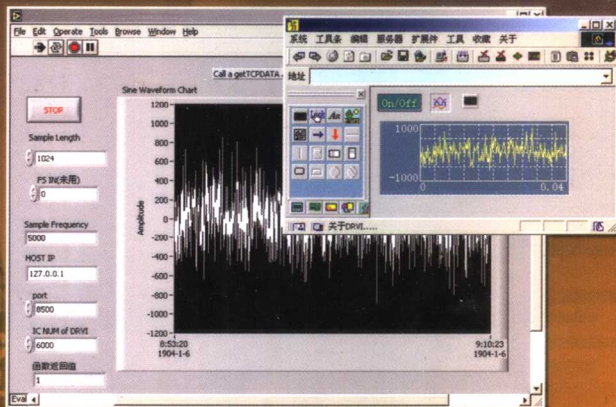 File Edit Operate Tools Browse Window Help
Call a getTCPDATA
Sine Waveform Chart
STOP
Sample Length
1024
FS IN(未用)
0
Sample Frequency
5000
HOST IP
127.0.0.1
port
8500
IC NUM of DRVI
6000
函数返回值
1
Amplitude
1200
1000
800
600
400
200
0
-200
-400
-600
-800
-1000
-1200
8:53:20
1904-1-6
9:10:23
1904-1-6
Eval
系统 工具条 编辑 服务器 扩展件 工具 收藏 关于
地址
On/Off
1000
-1000
0
0.04
关于DRVI.....